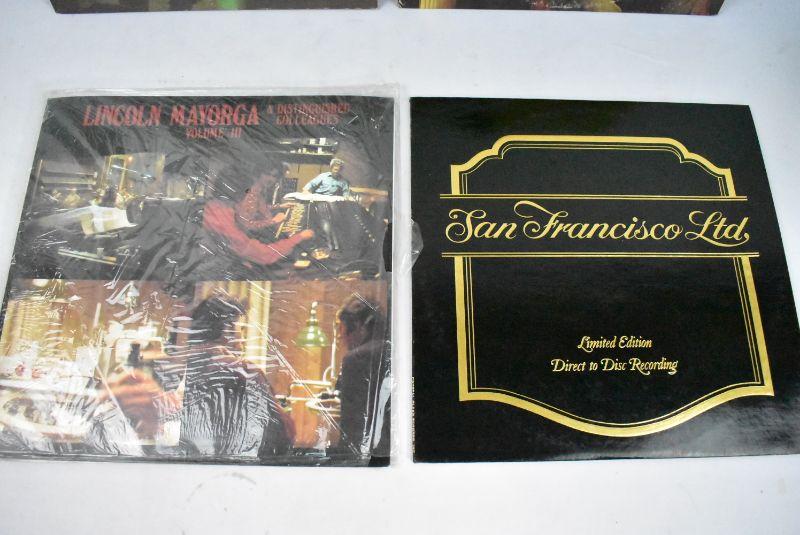 LINCOLN MAYORGA & DISTINGUISHED
COLLEAGUES
VOLUME III
San Francisco Ltd.
Limited Edition
Direct to Disc Recording